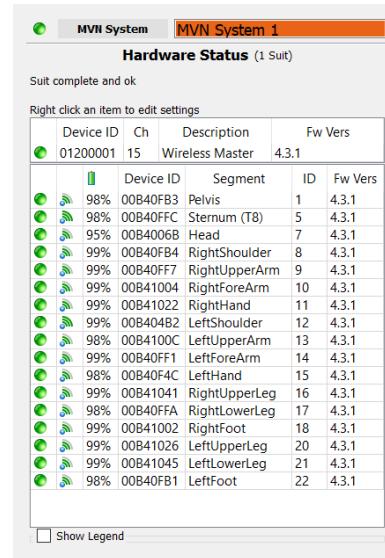 MVN System MVN System 1
Hardware Status (1 Suit)
Suit complete and ok
Right click an item to edit settings
Device ID Ch Description Fw Vers
01200001 15 Wireless Master 4.3.1
Device ID Segment ID Fw Vers
98% 00B40FB3 Pelvis 1 4.3.1
98% 00B40FFC Sternum (T8) 5 4.3.1
95% 00B4006B Head 7 4.3.1
99% 00B40FB4 RightShoulder 8 4.3.1
99% 00B40FF7 RightUpperArm 9 4.3.1
99% 00B41004 RightForeArm 10 4.3.1
99% 00B41022 RightHand 11 4.3.1
99% 00B404B2 LeftShoulder 12 4.3.1
98% 00B4100C LeftUpperArm 13 4.3.1
99% 00B40FF1 LeftForeArm 14 4.3.1
98% 00B40F4C LeftHand 15 4.3.1
99% 00B41041 RightUpperLeg 16 4.3.1
98% 00B40FFA RightLowerLeg 17 4.3.1
99% 00B41002 RightFoot 18 4.3.1
99% 00B41026 LeftUpperLeg 20 4.3.1
99% 00B41045 LeftLowerLeg 21 4.3.1
98% 00B40FB1 LeftFoot 22 4.3.1
Show Legend